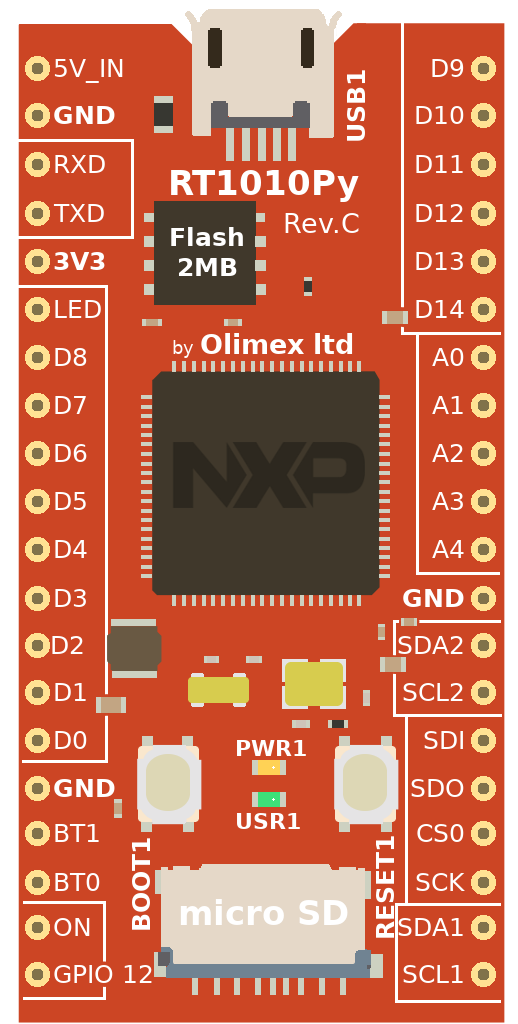 5V_IN
GND
RXD
TXD
3V3
LED
D8
D7
D6
D5
D4
D3
D2
D1
D0
GND
BT1
BT0
ON
GPIO 12
USB1
RT1010Py
Rev.C
Flash
2MB
by Olimex ltd
NXP
PWR1
USR1
BOOT1
RESET1
micro SD
D9
D10
D11
D12
D13
D14
A0
A1
A2
A3
A4
GND
SDA2
SCL2
SDI
SDO
CS0
SCK
SDA1
SCL1